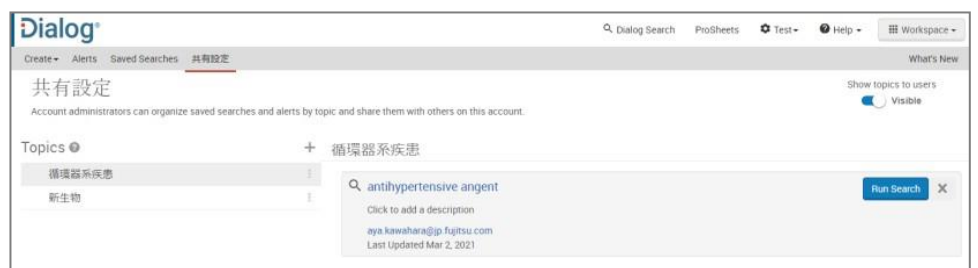 Dialog®
Dialog Search ProSheets Test Help Workspace
Create Alerts Saved Searches 共有設定 What's New
共有設定
Show topics to users
Account administrators can organize saved searches and alerts by topic and share them with others on this account.
Visible
Topics
循環器系疾患
循環器系疾患
新生物
antihypertensive angent
Run Search
Click to add a description
aya.kawahara@jp.fujitsu.com
Last Updated Mar 2, 2021